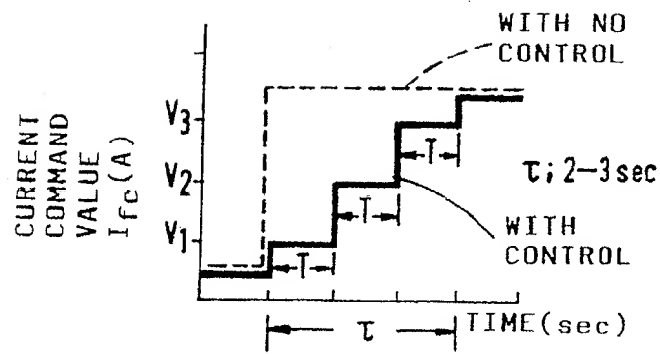 WITH NO
CONTROL
CURRENT
COMMAND
VALUE
Ifc(A)
V3
V2
V1
T
T
T
τ; 2–3 sec
WITH
CONTROL
τ
TIME(sec)